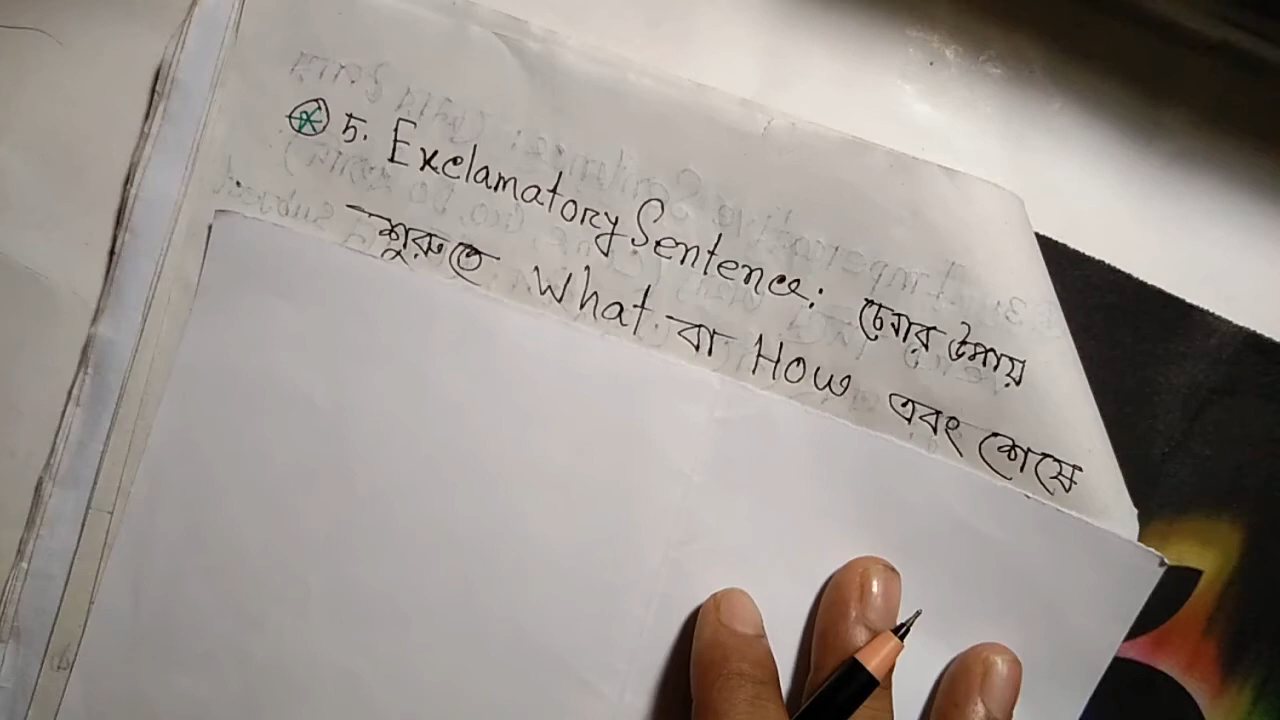 5. Exclamatory Sentence: চেনার উপায়
শুরুতে What বা How এবং শেষে